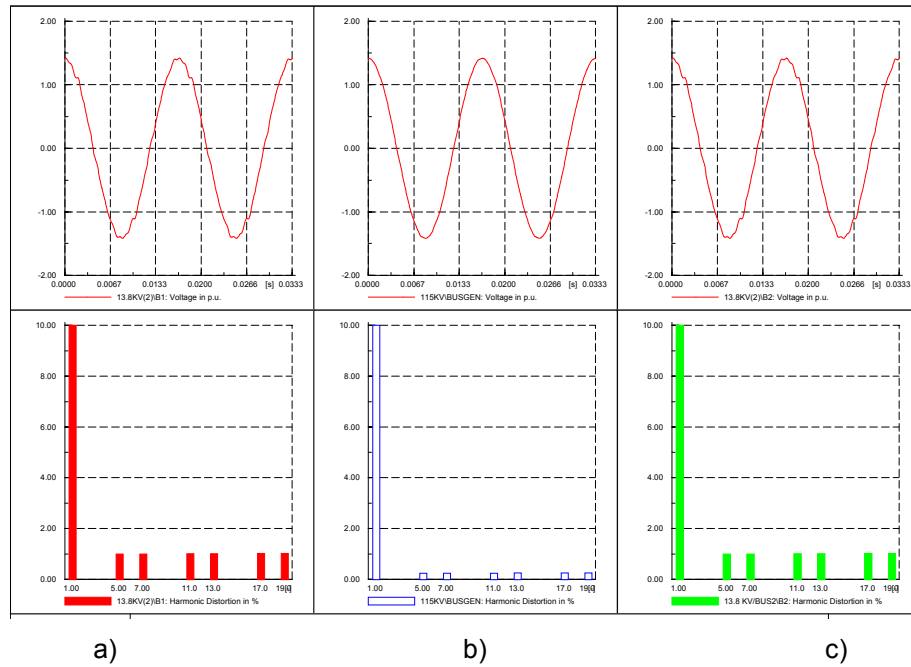 2.00
1.00
0.00
-1.00
-2.00
0.0000 0.0067 0.0133 0.0200 0.0266 [s] 0.0333
13.8KV(2)\B1: Voltage in p.u.
2.00
1.00
0.00
-1.00
-2.00
0.0000 0.0067 0.0133 0.0200 0.0266 [s] 0.0333
115KV\BUSGEN: Voltage in p.u.
2.00
1.00
0.00
-1.00
-2.00
0.0000 0.0067 0.0133 0.0200 0.0266 [s] 0.0333
13.8KV(2)\B2: Voltage in p.u.
10.00
8.00
6.00
4.00
2.00
0.00
1.00 5.00 7.00 11.0 13.0 17.0
13.8KV(2)\B1: Harmonic Distortion in %
10.00
8.00
6.00
4.00
2.00
0.00
1.00 5.00 7.00 11.0 13.0 17.0
115KV\BUSGEN: Harmonic Distortion in %
10.00
8.00
6.00
4.00
2.00
0.00
1.00 5.00 7.00 11.0 13.0 17.0
13.8 KV/BUS2\B2: Harmonic Distortion in %
a) b) c)